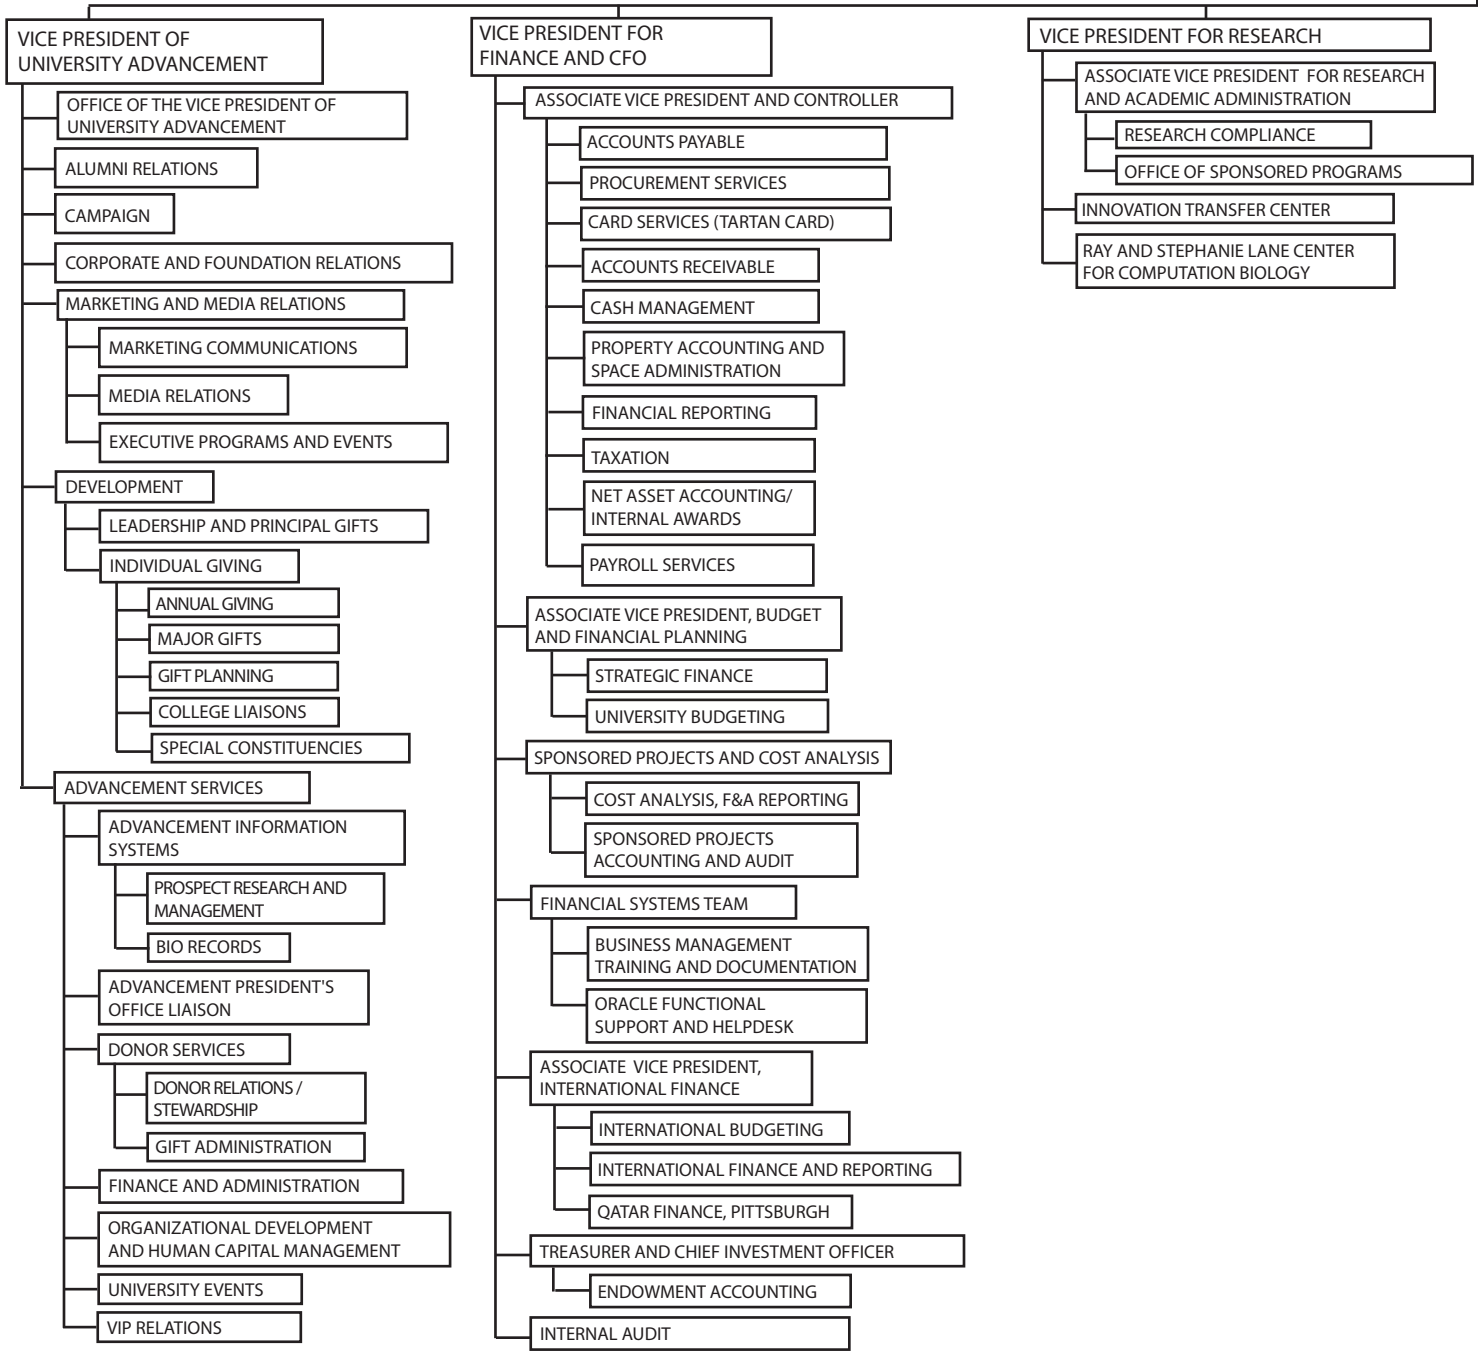 VICE PRESIDENT OF
UNIVERSITY ADVANCEMENT
OFFICE OF THE VICE PRESIDENT OF
UNIVERSITY ADVANCEMENT
ALUMNI RELATIONS
CAMPAIGN
CORPORATE AND FOUNDATION RELATIONS
MARKETING AND MEDIA RELATIONS
MARKETING COMMUNICATIONS
MEDIA RELATIONS
EXECUTIVE PROGRAMS AND EVENTS
DEVELOPMENT
LEADERSHIP AND PRINCIPAL GIFTS
INDIVIDUAL GIVING
ANNUAL GIVING
MAJOR GIFTS
GIFT PLANNING
COLLEGE LIAISONS
SPECIAL CONSTITUENCIES
ADVANCEMENT SERVICES
ADVANCEMENT INFORMATION
SYSTEMS
PROSPECT RESEARCH AND
MANAGEMENT
BIO RECORDS
ADVANCEMENT PRESIDENT'S
OFFICE LIAISON
DONOR SERVICES
DONOR RELATIONS /
STEWARDSHIP
GIFT ADMINISTRATION
FINANCE AND ADMINISTRATION
ORGANIZATIONAL DEVELOPMENT
AND HUMAN CAPITAL MANAGEMENT
UNIVERSITY EVENTS
VIP RELATIONS
VICE PRESIDENT FOR
FINANCE AND CFO
ASSOCIATE VICE PRESIDENT AND CONTROLLER
ACCOUNTS PAYABLE
PROCUREMENT SERVICES
CARD SERVICES (TARTAN CARD)
ACCOUNTS RECEIVABLE
CASH MANAGEMENT
PROPERTY ACCOUNTING AND
SPACE ADMINISTRATION
FINANCIAL REPORTING
TAXATION
NET ASSET ACCOUNTING/
INTERNAL AWARDS
PAYROLL SERVICES
ASSOCIATE VICE PRESIDENT, BUDGET
AND FINANCIAL PLANNING
STRATEGIC FINANCE
UNIVERSITY BUDGETING
SPONSORED PROJECTS AND COST ANALYSIS
COST ANALYSIS, F&A REPORTING
SPONSORED PROJECTS
ACCOUNTING AND AUDIT
FINANCIAL SYSTEMS TEAM
BUSINESS MANAGEMENT
TRAINING AND DOCUMENTATION
ORACLE FUNCTIONAL
SUPPORT AND HELPDESK
ASSOCIATE VICE PRESIDENT,
INTERNATIONAL FINANCE
INTERNATIONAL BUDGETING
INTERNATIONAL FINANCE AND REPORTING
QATAR FINANCE, PITTSBURGH
TREASURER AND CHIEF INVESTMENT OFFICER
ENDOWMENT ACCOUNTING
INTERNAL AUDIT
VICE PRESIDENT FOR RESEARCH
ASSOCIATE VICE PRESIDENT FOR RESEARCH
AND ACADEMIC ADMINISTRATION
RESEARCH COMPLIANCE
OFFICE OF SPONSORED PROGRAMS
INNOVATION TRANSFER CENTER
RAY AND STEPHANIE LANE CENTER
FOR COMPUTATION BIOLOGY